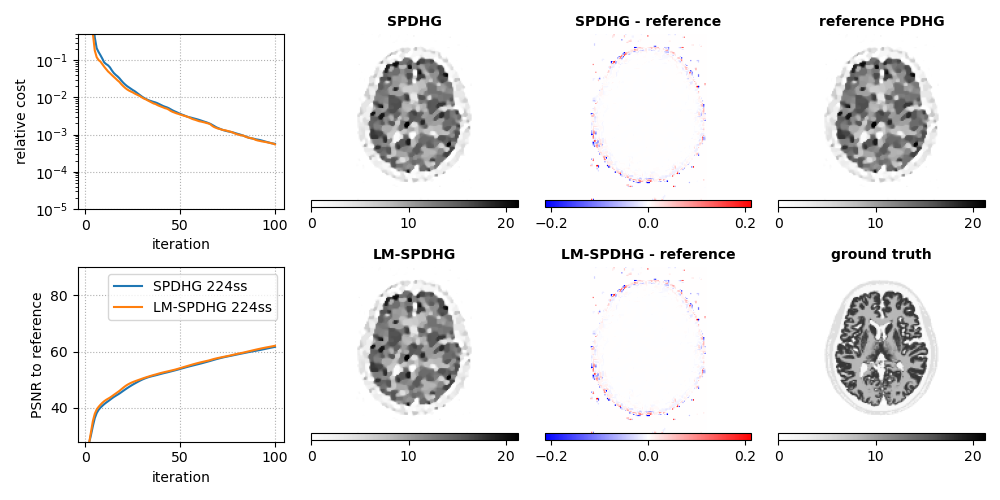 SPDHG
SPDHG - reference
reference PDHG
10⁻¹
10⁻²
10⁻³
10⁻⁴
10⁻⁵
relative cost
0 50 100
iteration
0 10 20
−0.2 0.0 0.2
0 10 20
LM-SPDHG
LM-SPDHG - reference
ground truth
SPDHG 224ss
LM-SPDHG 224ss
80
60
40
PSNR to reference
0 50 100
iteration
0 10 20
−0.2 0.0 0.2
0 10 20